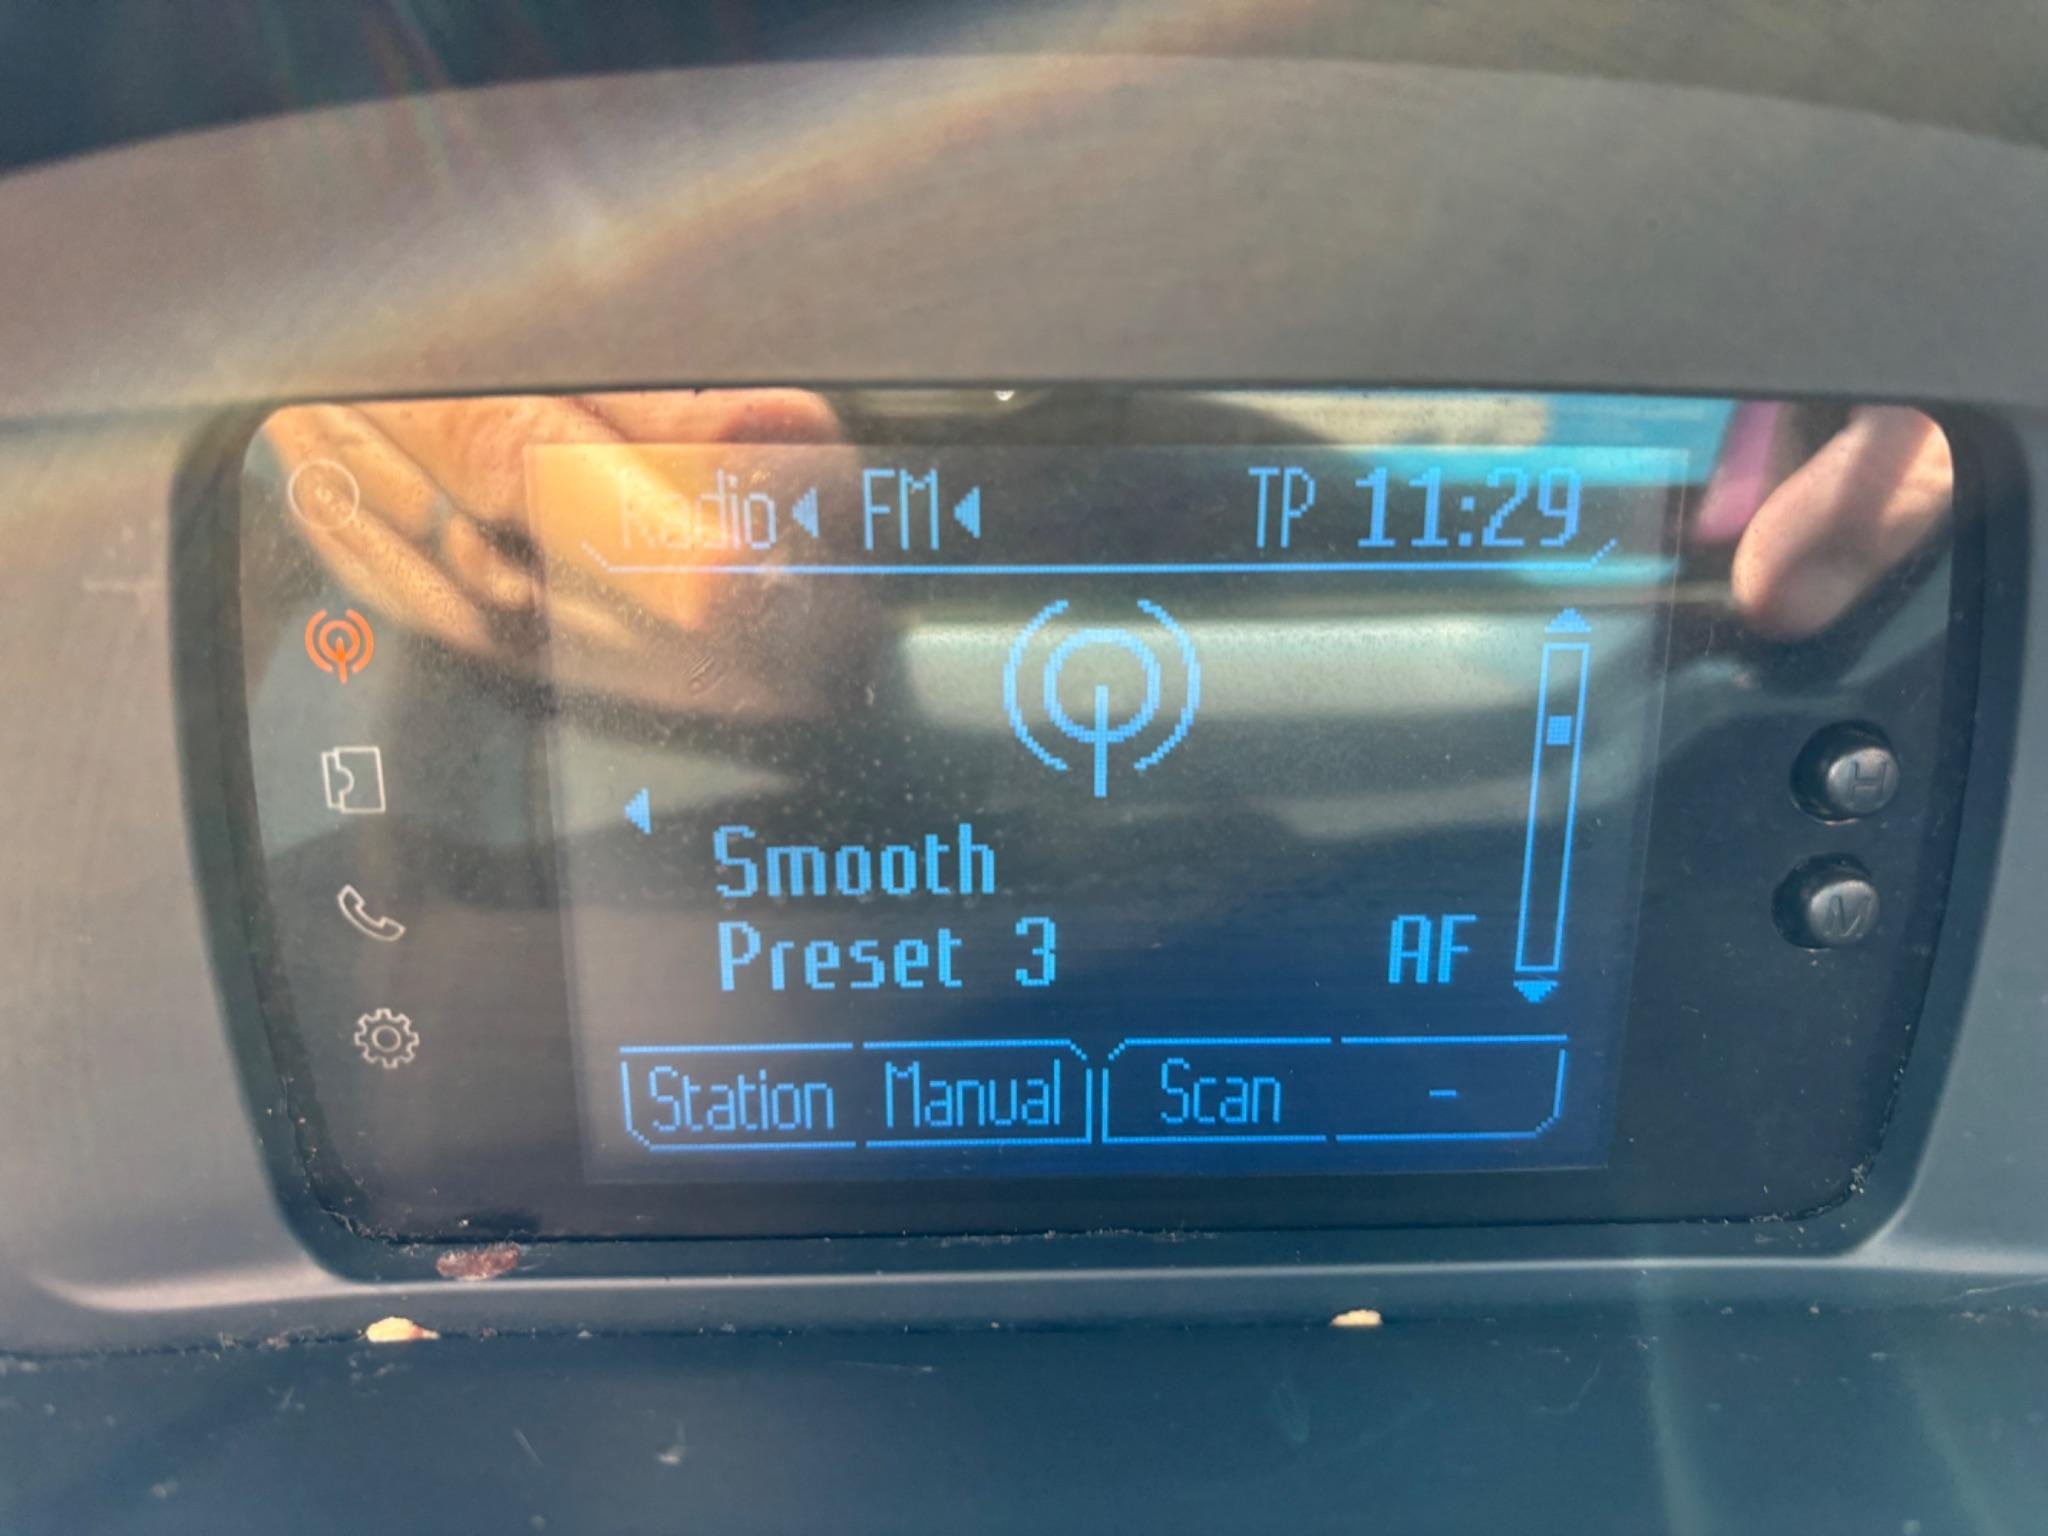 Radio FM TP 11:29
H
Smooth
M
Preset 3 AF
Station Manual Scan -